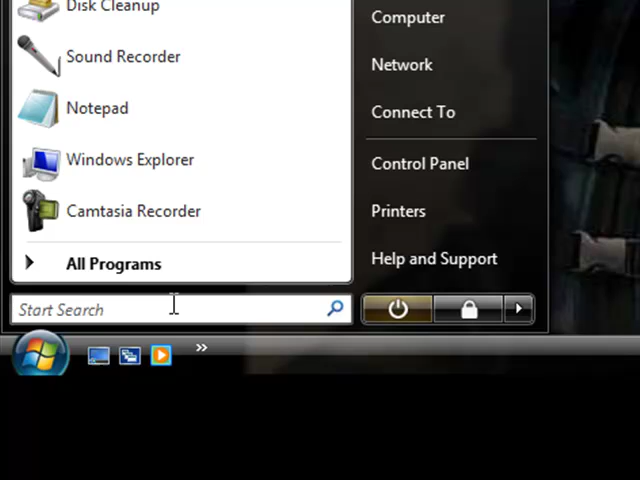 Disk Cleanup
Sound Recorder
Notepad
Windows Explorer
Camtasia Recorder
All Programs
Start Search
Computer
Network
Connect To
Control Panel
Printers
Help and Support